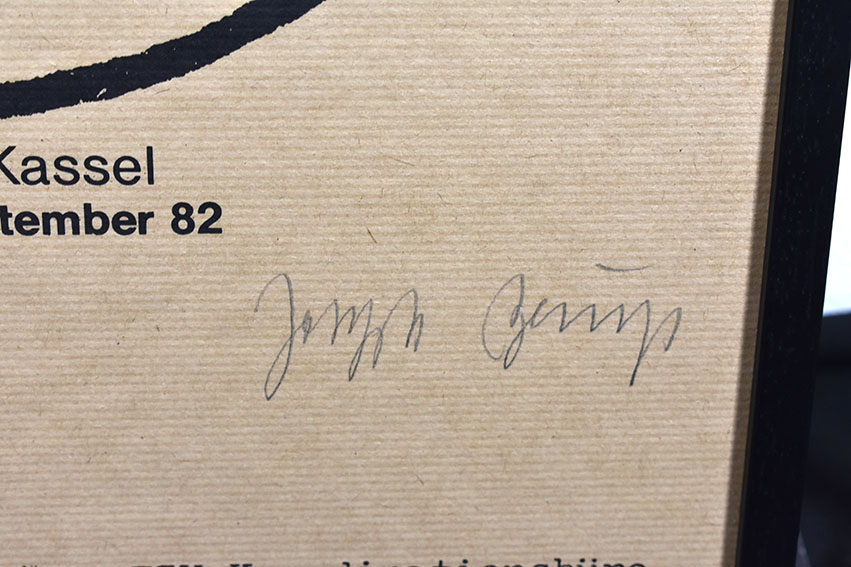 Kassel
tember 82
Joseph Beuys